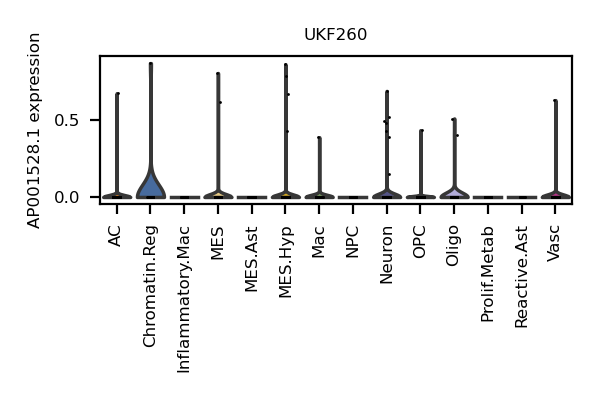 UKF260
AP001528.1 expression
0.5
0.0
AC
Chromatin.Reg
Inflammatory.Mac
MES
MES.Ast
MES.Hyp
Mac
NPC
Neuron
OPC
Oligo
Prolif.Metab
Reactive.Ast
Vasc